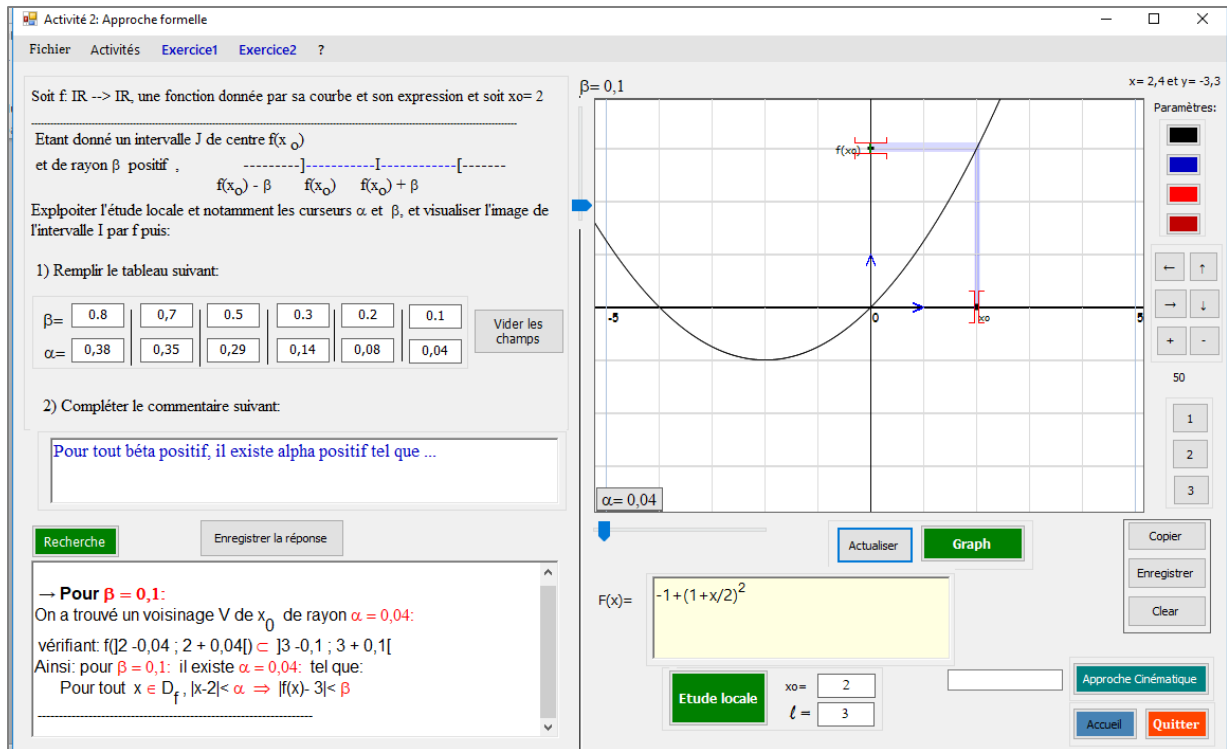 Activité 2: Approche formelle
Fichier Activités Exercice1 Exercice2 ?
Soit f: IR --> IR, une fonction donnée par sa courbe et son expression et soit xo= 2
Etant donné un intervalle J de centre f(x o)
et de rayon β positif , ---------]-----------I------------[-------
f(xo) - β f(xo) f(xo) + β
Explpoiter l'étude locale et notamment les curseurs α et β, et visualiser l'image de
l'intervalle I par f puis:
1) Remplir le tableau suivant:
β= 0.8 0,7 0.5 0.3 0.2 0.1
α= 0,38 0,35 0,29 0,14 0,08 0,04
Vider les
champs
2) Compléter le commentaire suivant:
Pour tout béta positif, il existe alpha positif tel que ...
Recherche
Enregistrer la réponse
→ Pour β = 0,1:
On a trouvé un voisinage V de x0 de rayon α = 0,04:
vérifiant: f(]2 -0,04 ; 2 + 0,04[) ⊂ ]3 -0,1 ; 3 + 0,1[
Ainsi: pour β = 0,1: il existe α = 0,04: tel que:
Pour tout x ∈ Df , |x-2|< α ⇒ |f(x)- 3|< β
β= 0,1
x= 2,4 et y= -3,3
f(xo)
-5 0 xo 5
α= 0,04
Paramètres:
← ↑
→ ↓
+ -
50
1
2
3
Actualiser
Graph
Copier
Enregistrer
Clear
F(x)= -1+(1+x/2)²
Etude locale
xo= 2
ℓ = 3
Approche Cinématique
Accueil
Quitter